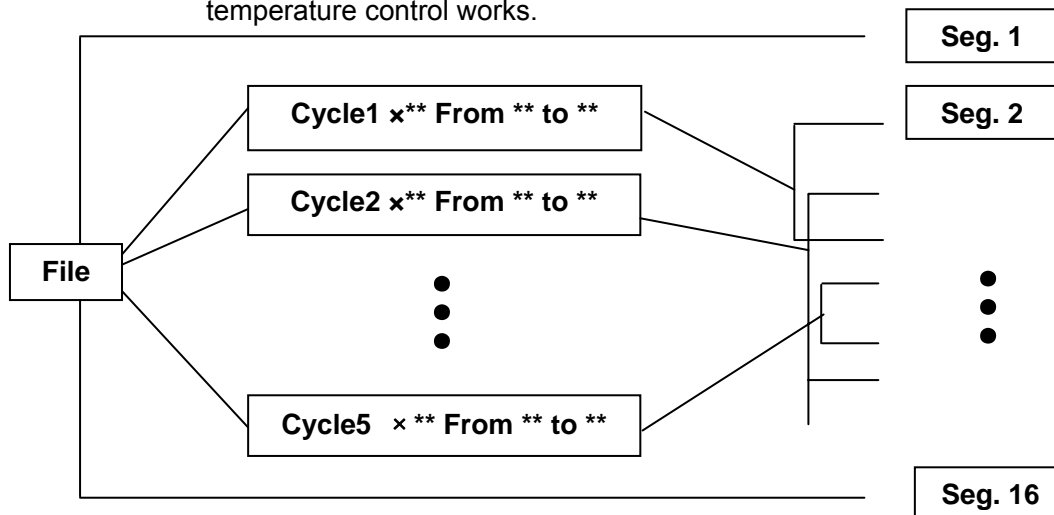 temperature control works.
Seg. 1
Cycle1 ×** From ** to **
Seg. 2
Cycle2 ×** From ** to **
File
Cycle5 × ** From ** to **
Seg. 16